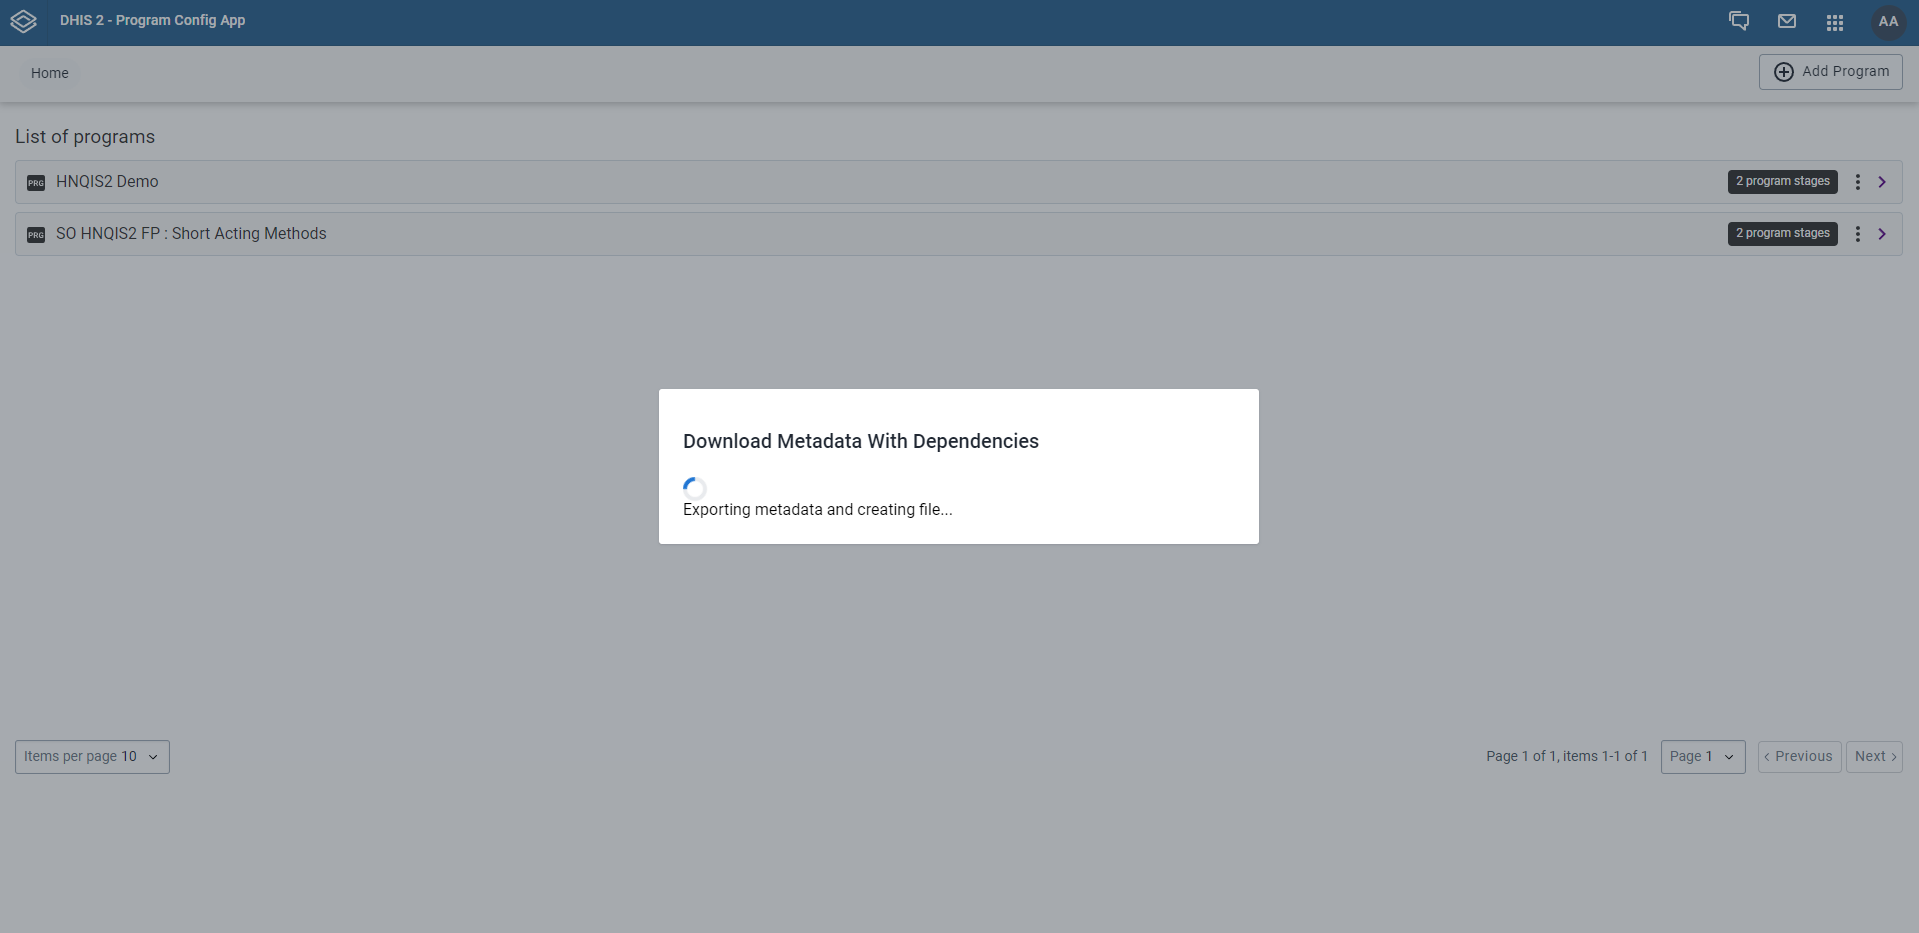 DHIS 2 - Program Config App
AA
Home
Add Program
List of programs
PRG HNQIS2 Demo 2 program stages
PRG SO HNQIS2 FP : Short Acting Methods 2 program stages
Download Metadata With Dependencies
Exporting metadata and creating file...
Items per page 10 Page 1 of 1, items 1-1 of 1 Page 1 Previous Next